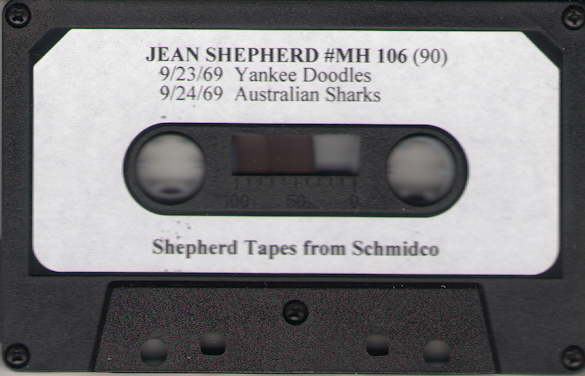 JEAN SHEPHERD #MH 106 (90)
9/23/69 Yankee Doodles
9/24/69 Australian Sharks
100 50 0
Shepherd Tapes from Schmidco